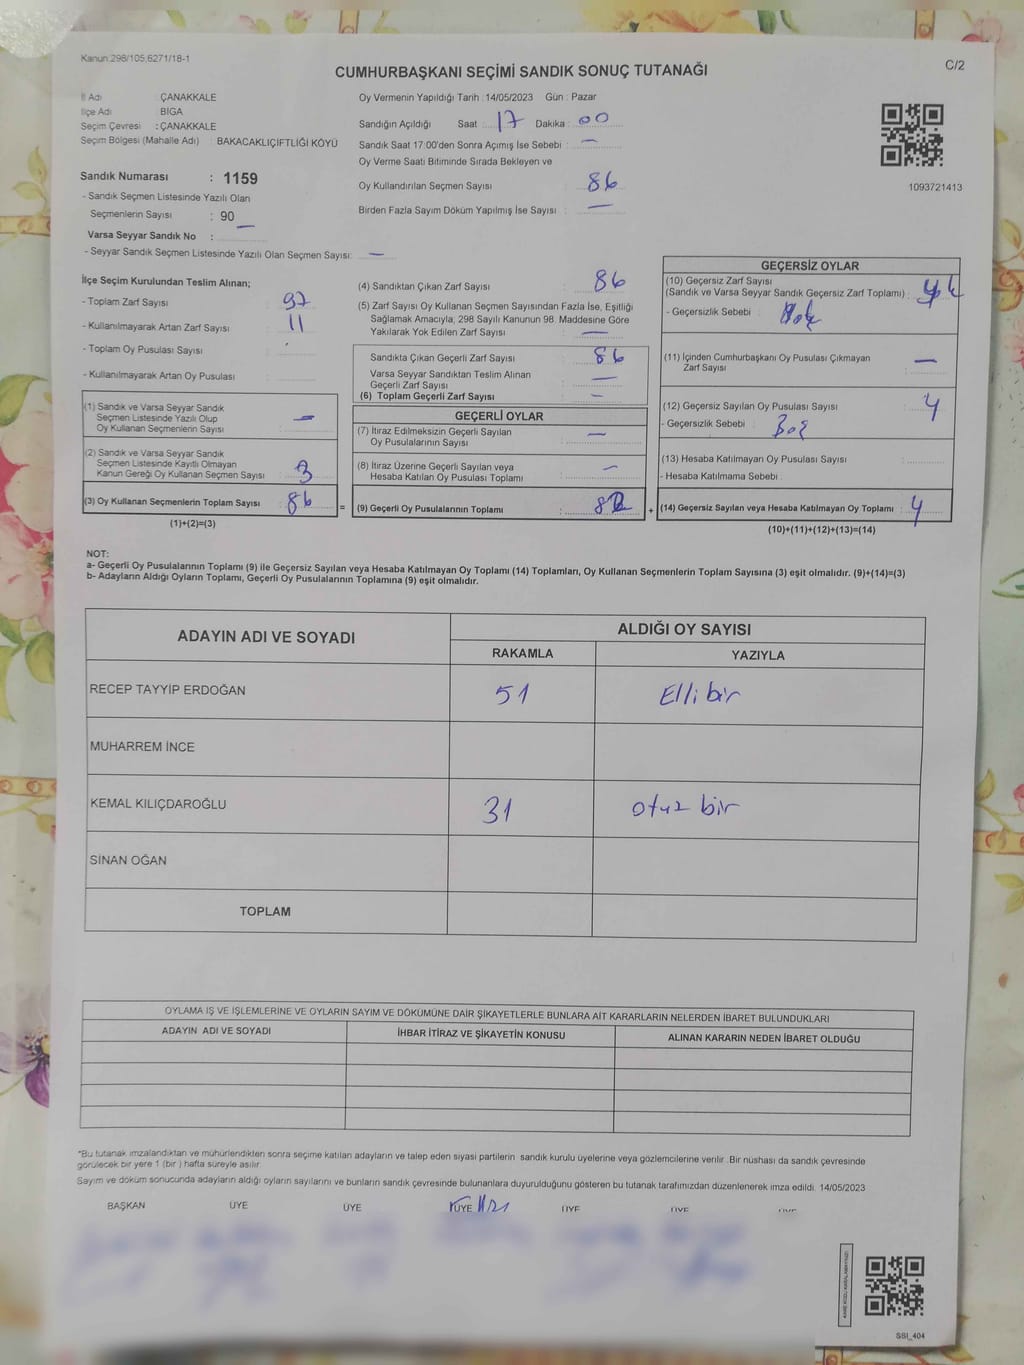 Kanun:298/105,6271/18-1
C/2
CUMHURBAŞKANI SEÇİMİ SANDIK SONUÇ TUTANAĞI
İl Adı : ÇANAKKALE
İlçe Adı : BIGA
Seçim Çevresi : ÇANAKKALE
Seçim Bölgesi (Mahalle Adı) : BAKACAKLIÇİFTLİĞİ KÖYÜ
Sandık Numarası : 1159
- Sandık Seçmen Listesinde Yazılı Olan
Seçmenlerin Sayısı : 90
Varsa Seyyar Sandık No : —
- Seyyar Sandık Seçmen Listesinde Yazılı Olan Seçmen Sayısı: —
Oy Vermenin Yapıldığı Tarih : 14/05/2023 Gün : Pazar
Sandığın Açıldığı Saat : 17 Dakika : 00
Sandık Saat 17:00'den Sonra Açımış İse Sebebi : —
Oy Verme Saati Bitiminde Sırada Bekleyen ve
Oy Kullandırılan Seçmen Sayısı : 86
Birden Fazla Sayım Döküm Yapılmış İse Sayısı : —
1093721413
İlçe Seçim Kurulundan Teslim Alınan;
- Toplam Zarf Sayısı : 97
- Kullanılmayarak Artan Zarf Sayısı : 11
- Toplam Oy Pusulası Sayısı :
- Kullanılmayarak Artan Oy Pusulası :
(1) Sandık ve Varsa Seyyar Sandık
Seçmen Listesinde Yazılı Olup
Oy Kullanan Seçmenlerin Sayısı : —
(2) Sandık ve Varsa Seyyar Sandık
Seçmen Listesinde Kayıtlı Olmayan
Kanun Gereği Oy Kullanan Seçmen Sayısı : 3
(3) Oy Kullanan Seçmenlerin Toplam Sayısı : 86
(1)+(2)=(3)
(4) Sandıktan Çıkan Zarf Sayısı : 86
(5) Zarf Sayısı Oy Kullanan Seçmen Sayısından Fazla İse, Eşitliği
Sağlamak Amacıyla, 298 Sayılı Kanunun 98. Maddesine Göre
Yakılarak Yok Edilen Zarf Sayısı : —
Sandıkta Çıkan Geçerli Zarf Sayısı : 86
Varsa Seyyar Sandıktan Teslim Alınan
Geçerli Zarf Sayısı : —
(6) Toplam Geçerli Zarf Sayısı : —
GEÇERLİ OYLAR
(7) İtiraz Edilmeksizin Geçerli Sayılan
Oy Pusulalarının Sayısı : —
(8) İtiraz Üzerine Geçerli Sayılan veya
Hesaba Katılan Oy Pusulası Toplamı : —
= (9) Geçerli Oy Pusulalarının Toplamı : 82
GEÇERSİZ OYLAR
(10) Geçersiz Zarf Sayısı
(Sandık ve Varsa Seyyar Sandık Geçersiz Zarf Toplamı) : yok
- Geçersizlik Sebebi :
(11) İçinden Cumhurbaşkanı Oy Pusulası Çıkmayan
Zarf Sayısı : —
(12) Geçersiz Sayılan Oy Pusulası Sayısı : 4
- Geçersizlik Sebebi : Boş
(13) Hesaba Katılmayan Oy Pusulası Sayısı :
- Hesaba Katılmama Sebebi :
+ (14) Geçersiz Sayılan veya Hesaba Katılmayan Oy Toplamı : 4
(10)+(11)+(12)+(13)=(14)
NOT:
a- Geçerli Oy Pusulalarının Toplamı (9) ile Geçersiz Sayılan veya Hesaba Katılmayan Oy Toplamı (14) Toplamları, Oy Kullanan Seçmenlerin Toplam Sayısına (3) eşit olmalıdır. (9)+(14)=(3)
b- Adayların Aldığı Oyların Toplamı, Geçerli Oy Pusulalarının Toplamına (9) eşit olmalıdır.
ADAYIN ADI VE SOYADI
ALDIĞI OY SAYISI
RAKAMLA YAZIYLA
RECEP TAYYİP ERDOĞAN 51 Elli bir
MUHARREM İNCE
KEMAL KILIÇDAROĞLU 31 otuz bir
SİNAN OĞAN
TOPLAM
OYLAMA İŞ VE İŞLEMLERİNE VE OYLARIN SAYIM VE DÖKÜMÜNE DAİR ŞİKAYETLERLE BUNLARA AİT KARARLARIN NELERDEN İBARET BULUNDUKLARI
ADAYIN ADI VE SOYADI İHBAR İTİRAZ VE ŞİKAYETİN KONUSU ALINAN KARARIN NEDEN İBARET OLDUĞU
*Bu tutanak imzalandıktan ve mühürlendikten sonra seçime katılan adayların ve talep eden siyasi partilerin sandık kurulu üyelerine veya gözlemcilerine verilir. Bir nüshası da sandık çevresinde
görülecek bir yere 1 (bir) hafta süreyle asılır.
Sayım ve döküm sonucunda adayların aldığı oyların sayılarını ve bunların sandık çevresinde bulunanlara duyurulduğunu gösteren bu tutanak tarafımızdan düzenlenerek imza edildi. 14/05/2023
BAŞKAN ÜYE ÜYE ÜYE ÜYE ÜYE ÜYE
SSI_404